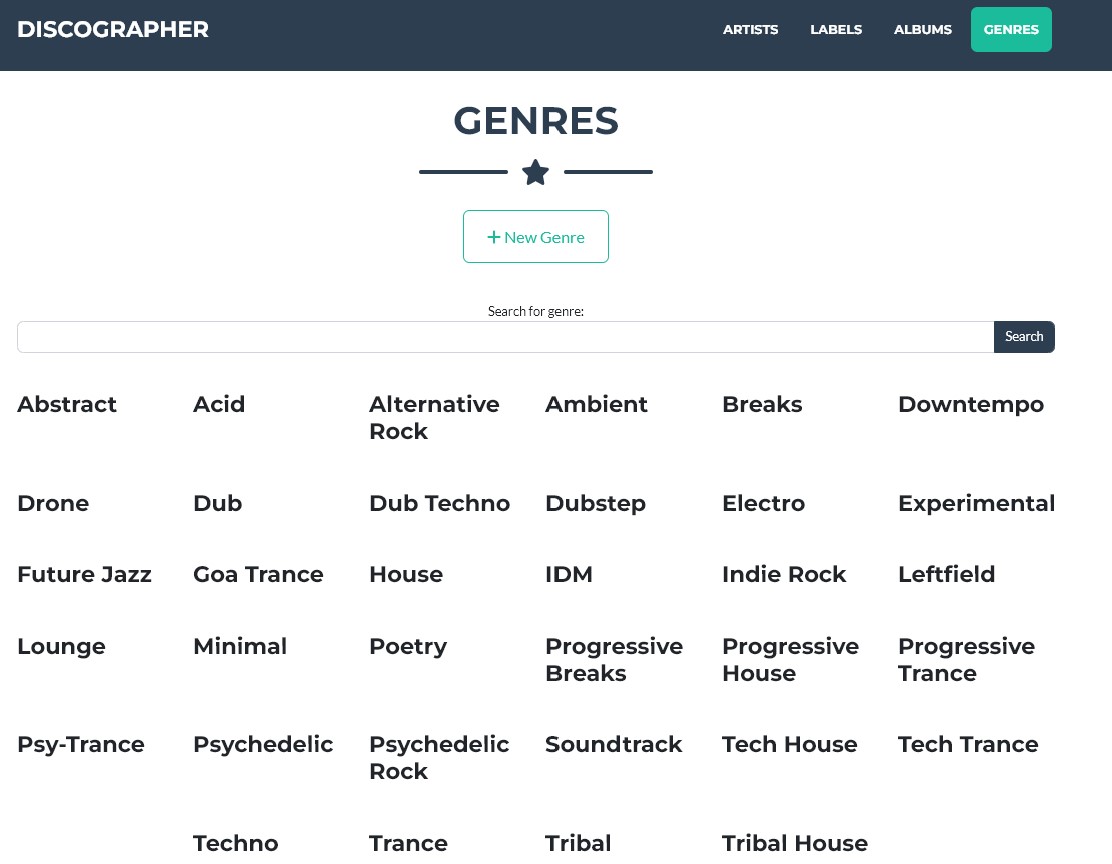 DISCOGRAPHER
ARTISTS LABELS ALBUMS GENRES
GENRES
New Genre
Search for genre:
Search
Abstract Acid Alternative Rock Ambient Breaks Downtempo
Drone Dub Dub Techno Dubstep Electro Experimental
Future Jazz Goa Trance House IDM Indie Rock Leftfield
Lounge Minimal Poetry Progressive Breaks Progressive House Progressive Trance
Psy-Trance Psychedelic Psychedelic Rock Soundtrack Tech House Tech Trance
Techno Trance Tribal Tribal House